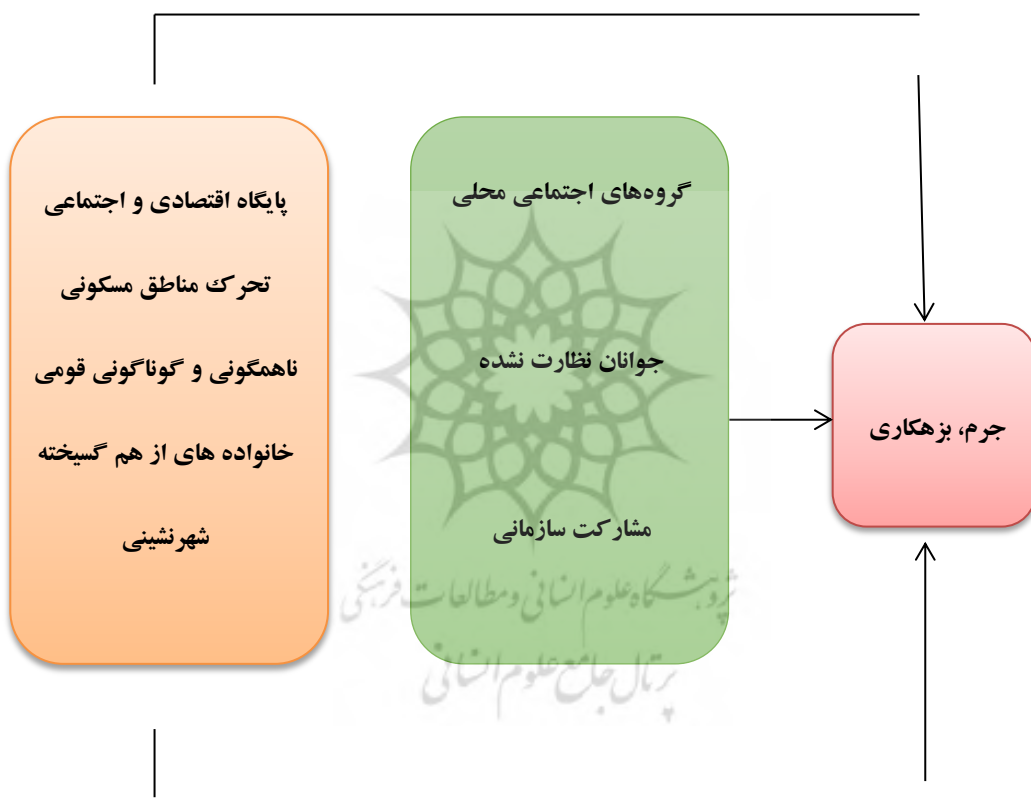 پایگاه اقتصادی و اجتماعی
تحرک مناطق مسکونی
ناهمگونی و گوناگونی قومی
خانواده های از هم گسیخته
شهرنشینی
گروه‌های اجتماعی محلی
جوانان نظارت نشده
مشارکت سازمانی
جرم، بزهکاری
پژوهشگاه علوم انسانی و مطالعات فرهنگی
پرتال جامع علوم انسانی